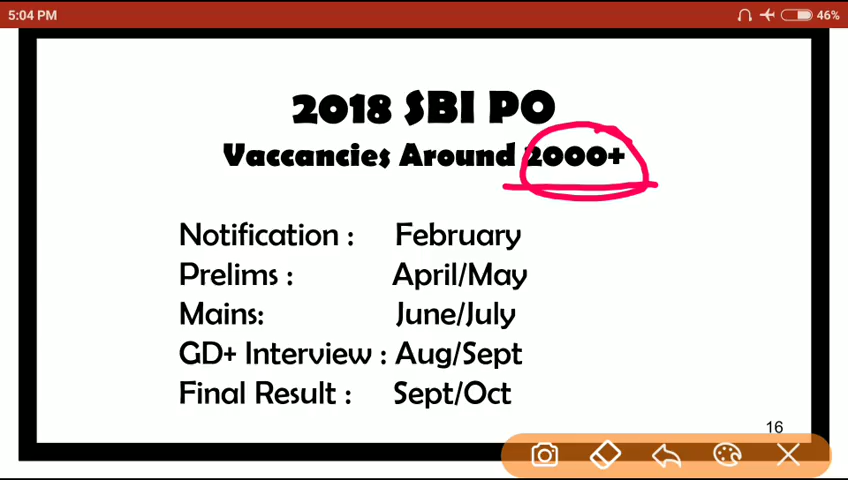 5:04 PM 46%
2018 SBI PO
Vaccancies Around 2000+
Notification : February
Prelims : April/May
Mains: June/July
GD+ Interview : Aug/Sept
Final Result : Sept/Oct
16